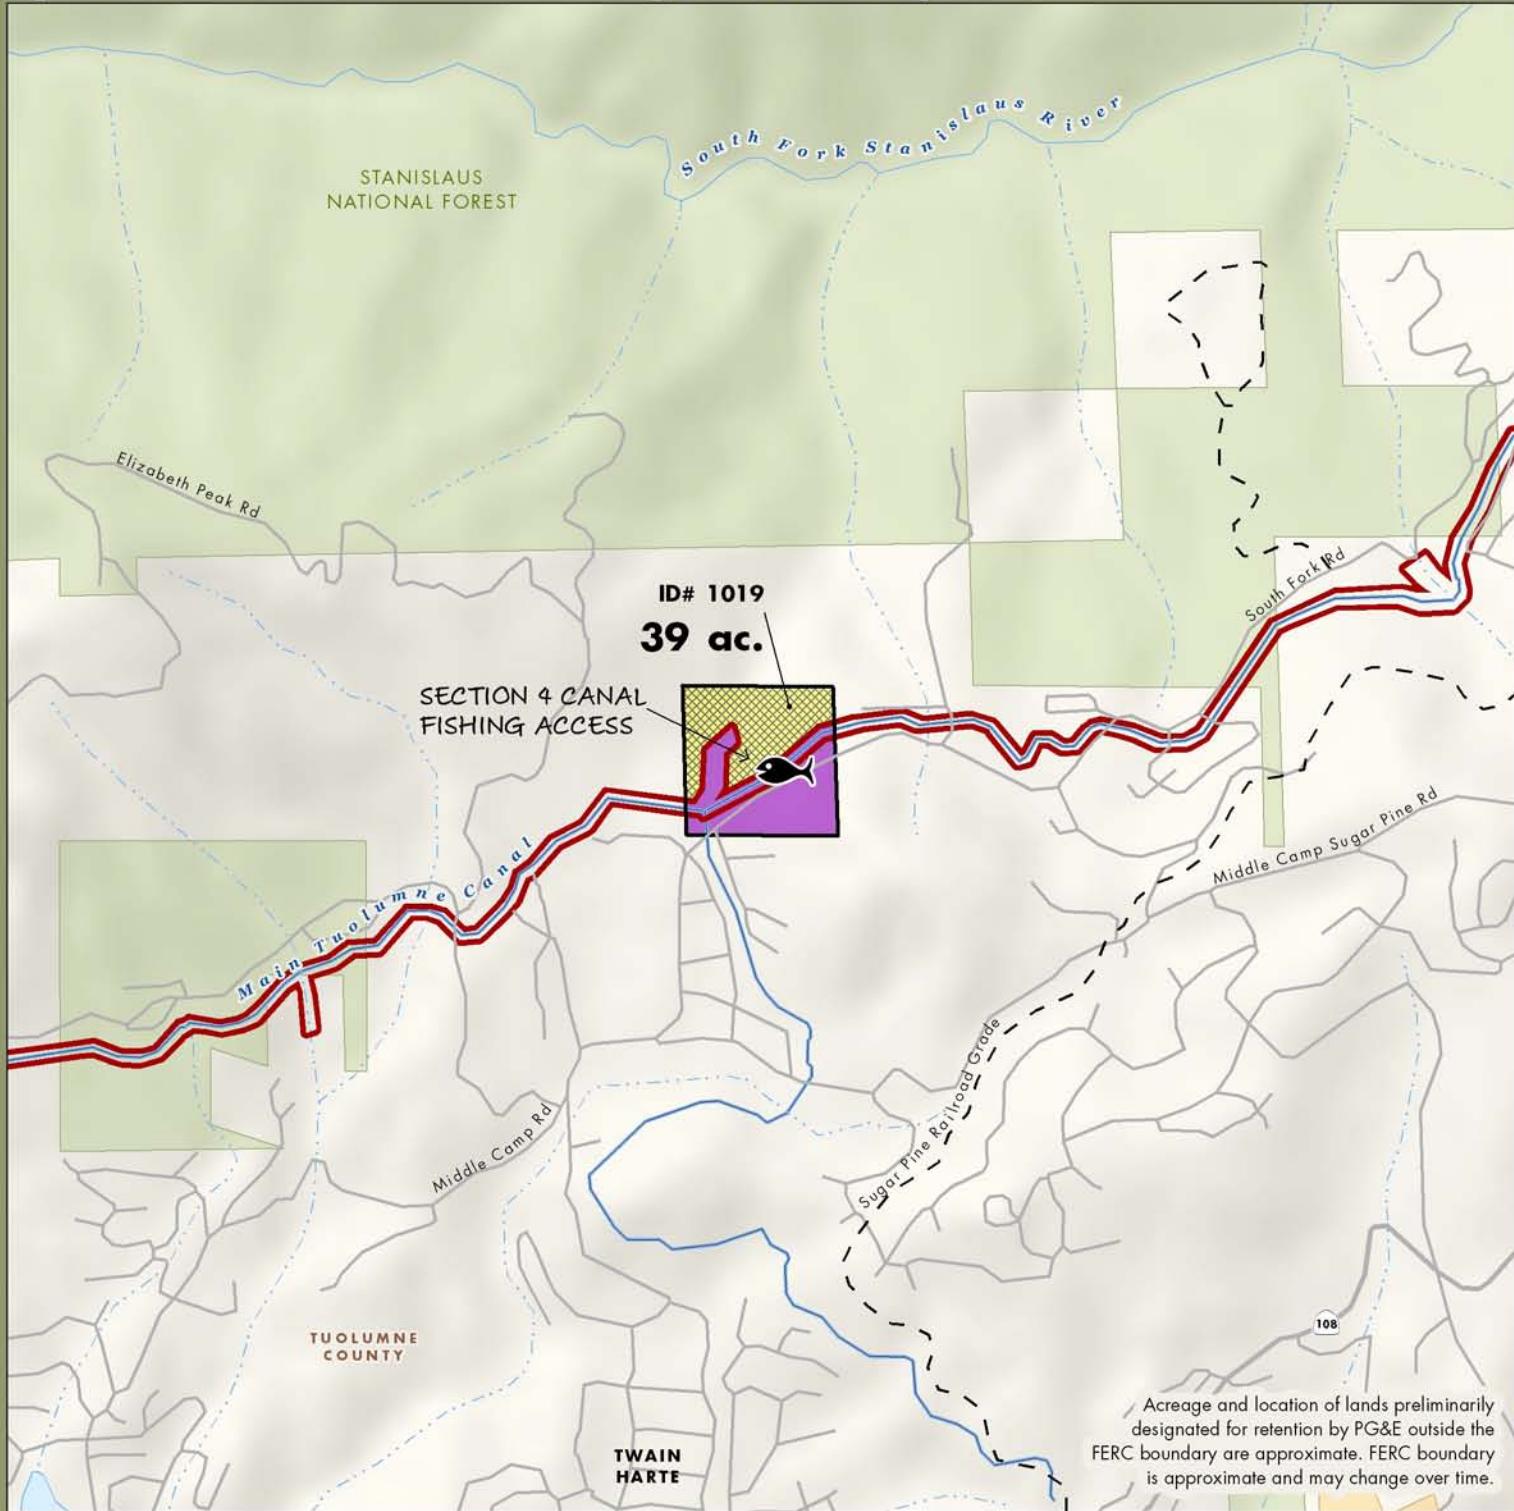 South Fork Stanislaus River
STANISLAUS
NATIONAL FOREST
Elizabeth Peak Rd
South Fork Rd
ID# 1019
39 ac.
SECTION 4 CANAL
FISHING ACCESS
Middle Camp Sugar Pine Rd
Main Tuolumne Canal
Sugar Pine Railroad Grade
Middle Camp Rd
108
TUOLUMNE
COUNTY
TWAIN
HARTE
Acreage and location of lands preliminarily
designated for retention by PG&E outside the
FERC boundary are approximate. FERC boundary
is approximate and may change over time.